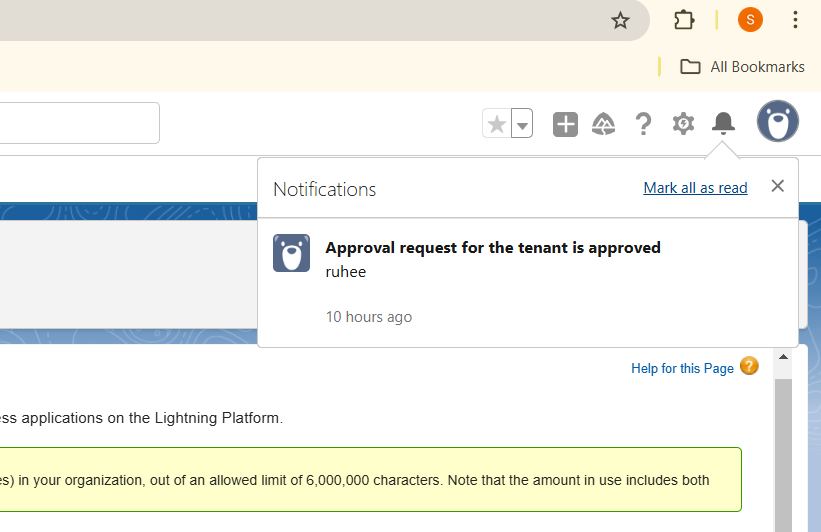 S
All Bookmarks
Notifications
Mark all as read
Approval request for the tenant is approved
ruhee
10 hours ago
Help for this Page
ss applications on the Lightning Platform.
es) in your organization, out of an allowed limit of 6,000,000 characters. Note that the amount in use includes both